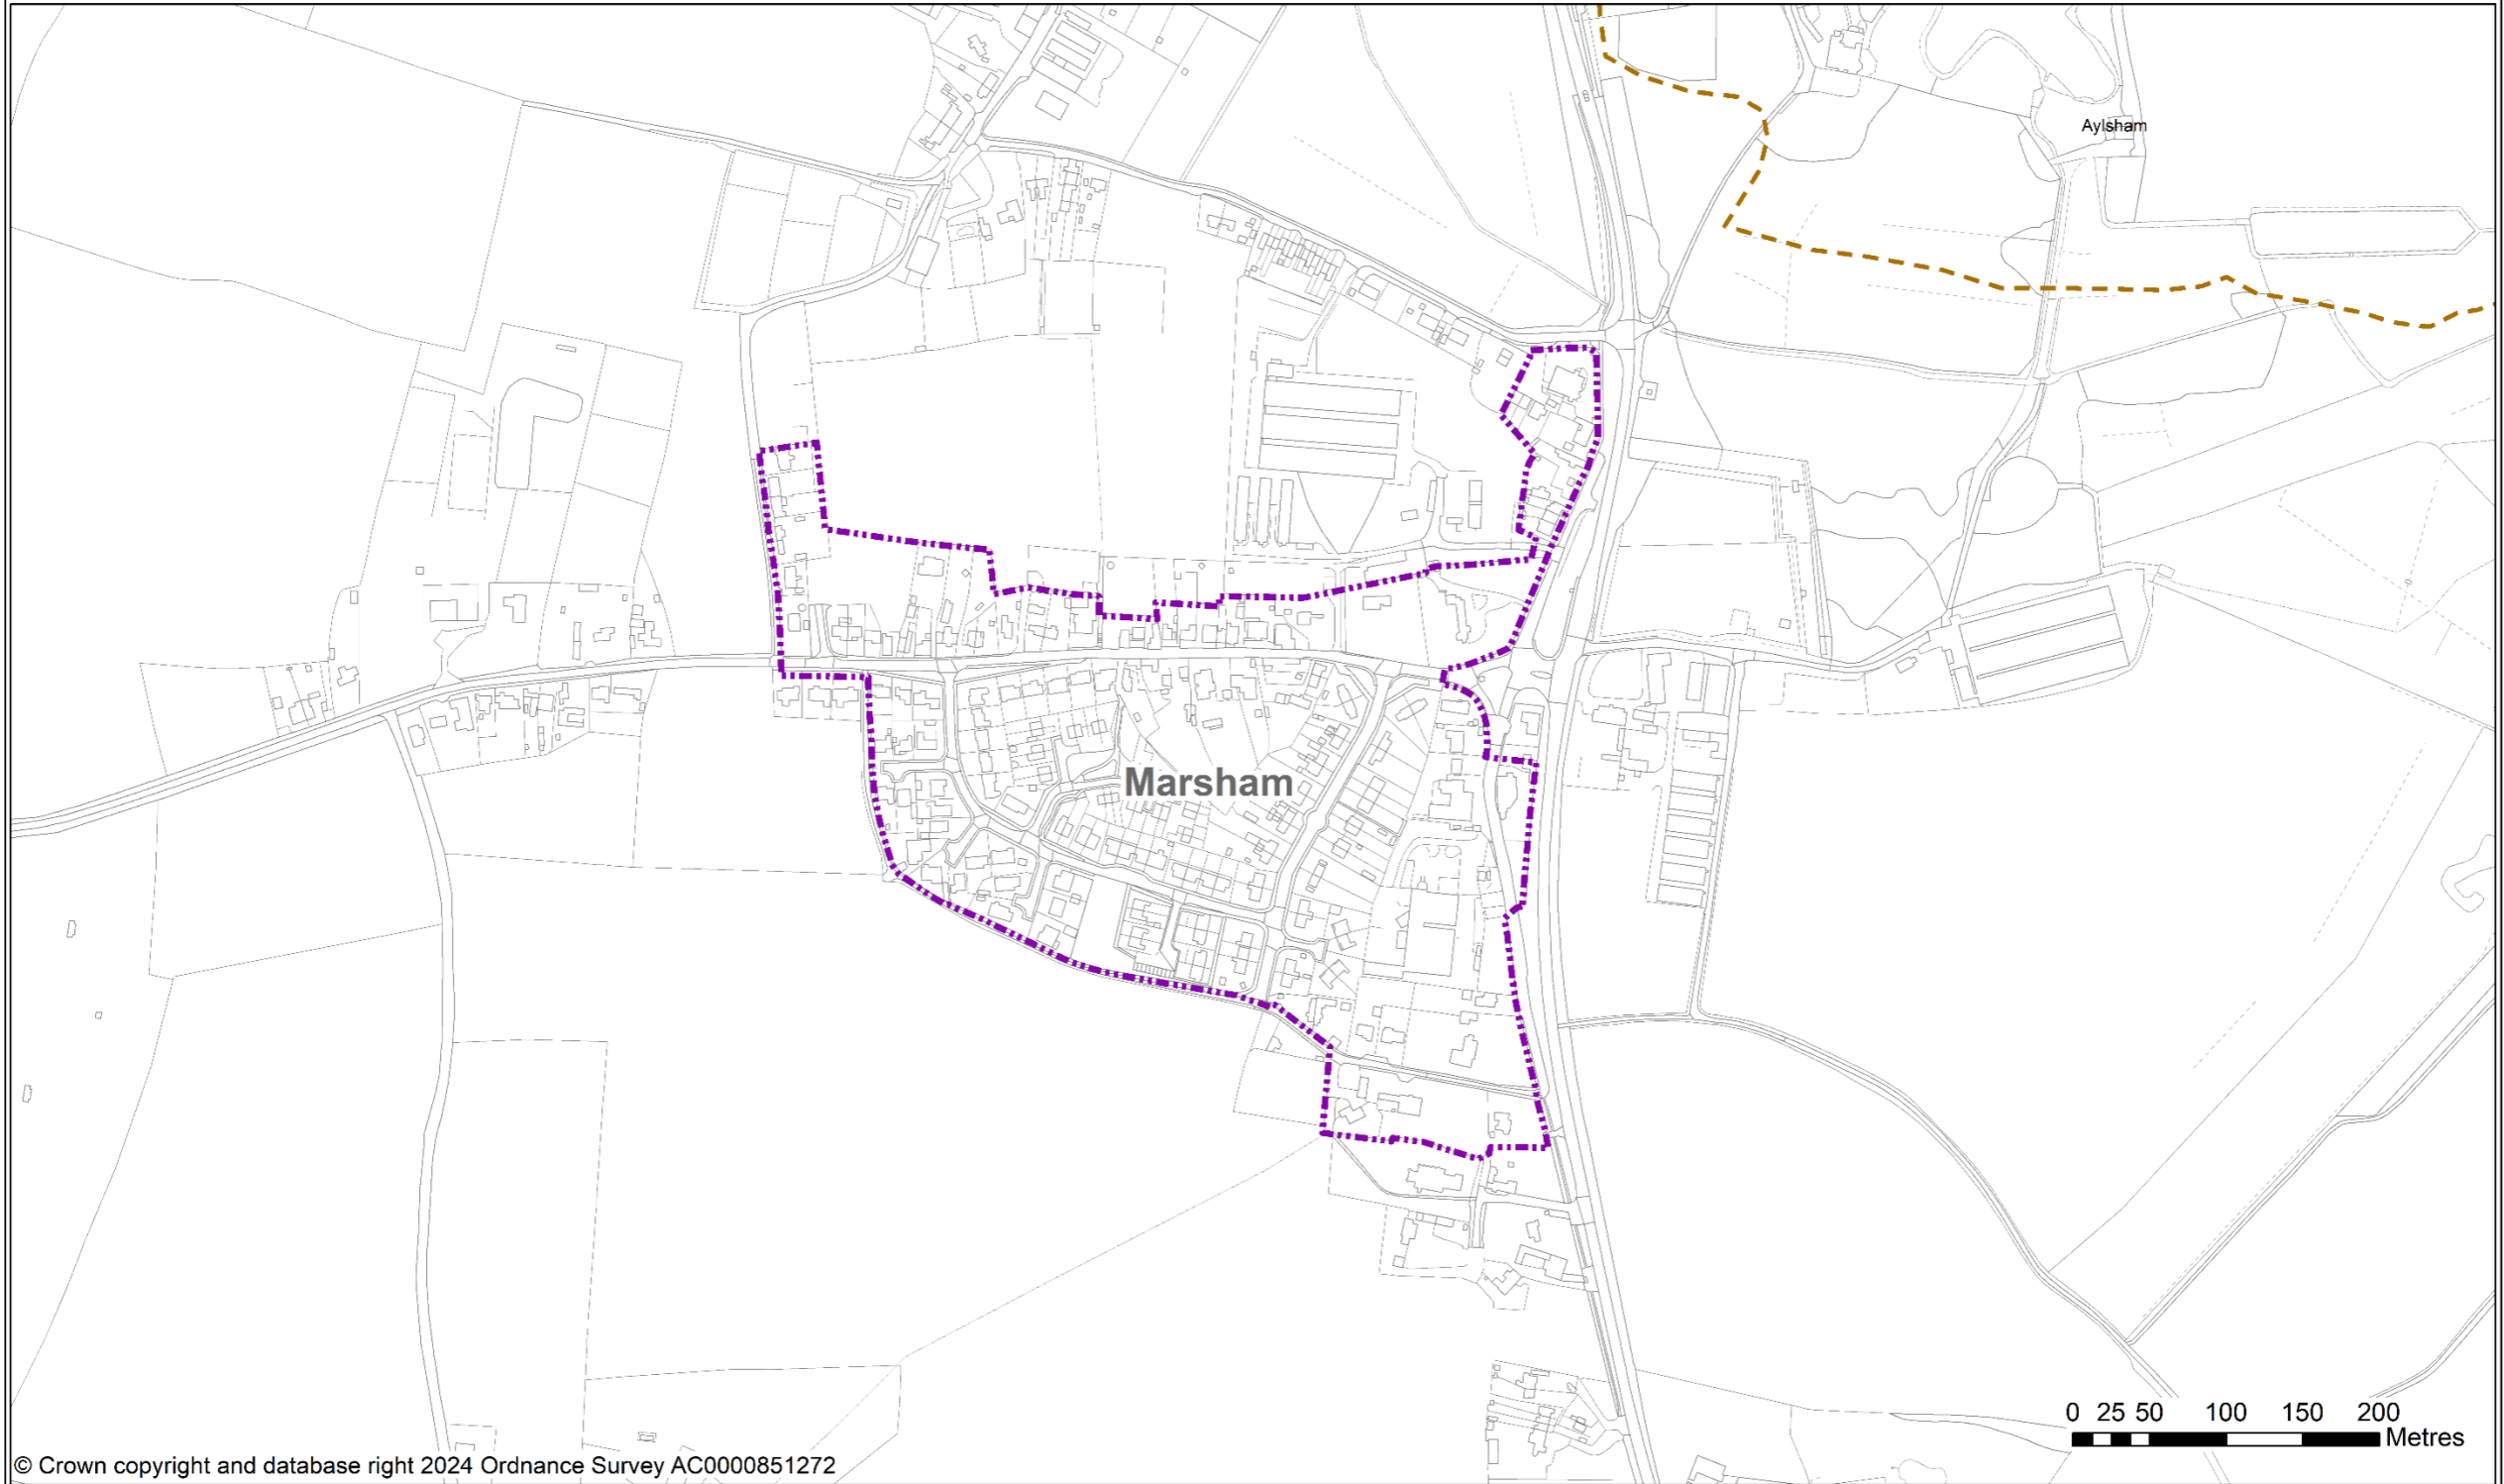 Aylsham
Marsham
0 25 50 100 150 200
Metres
© Crown copyright and database right 2024 Ordnance Survey AC0000851272